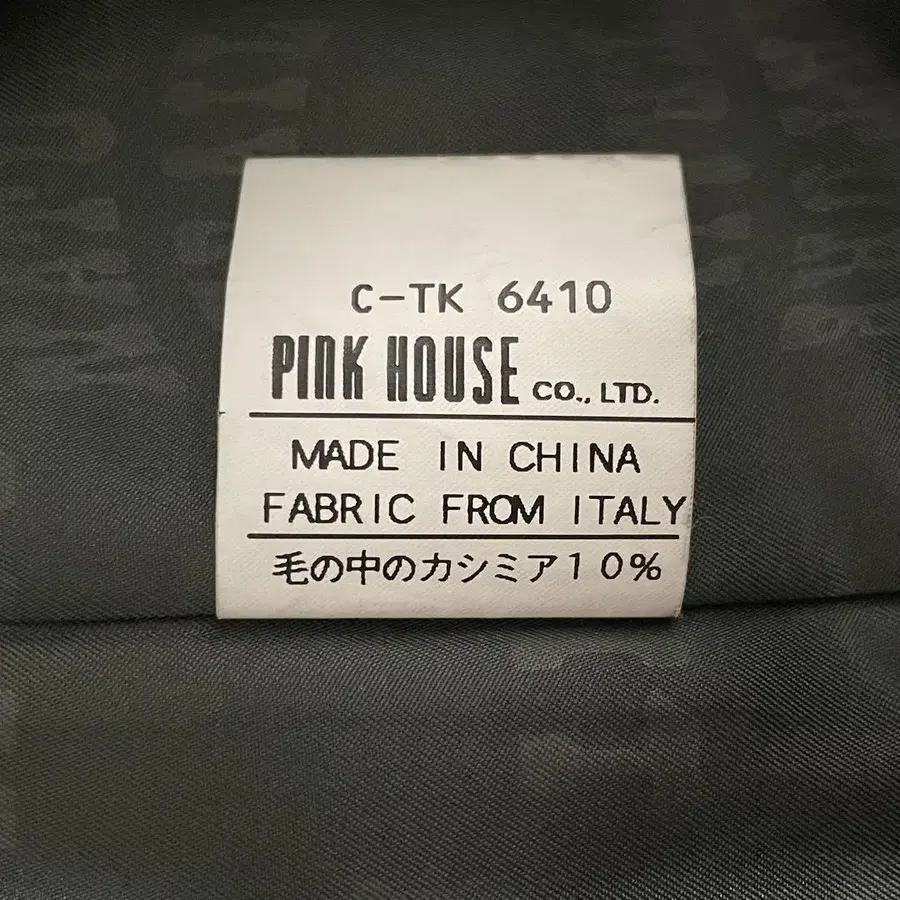 C-TK 6410
PINK HOUSE CO., LTD.
MADE IN CHINA
FABRIC FROM ITALY
毛の中のカシミア10%